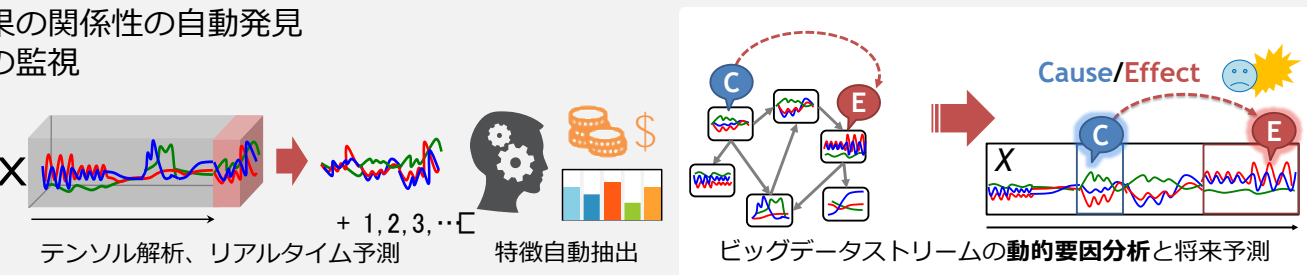 果の関係性の自動発見
の監視
X
+ 1,2,3,…
テンソル解析、リアルタイム予測
$
特徴自動抽出
C
E
Cause/Effect
C
E
X
ビッグデータストリームの動的要因分析と将来予測